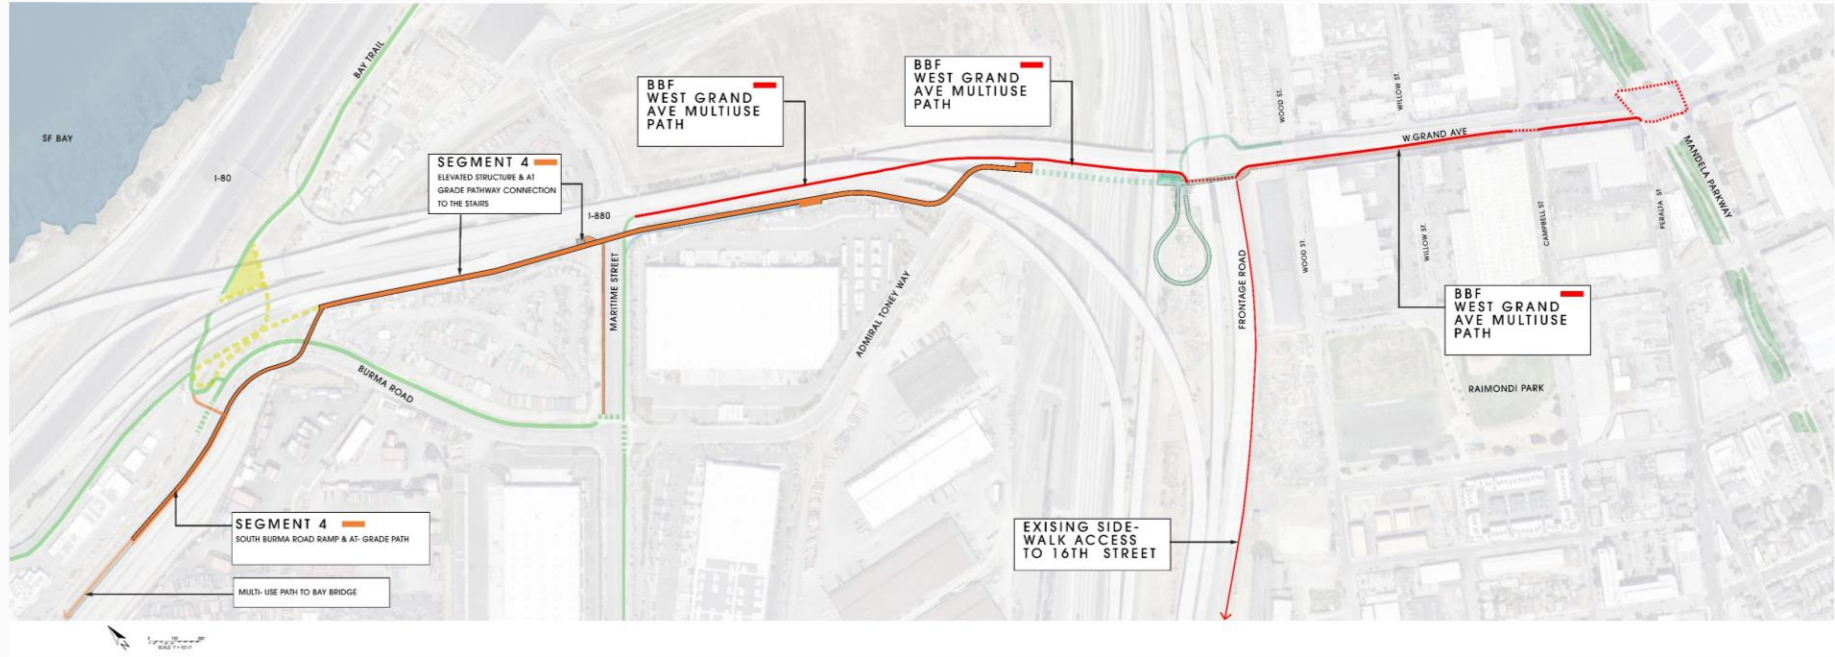 BBF
WEST GRAND
AVE MULTIUSE
PATH
BBF
WEST GRAND
AVE MULTIUSE
PATH
BAY TRAIL
SF BAY
I-80
SEGMENT 4
ELEVATED STRUCTURE & AT
GRADE PATHWAY CONNECTION
TO THE STAIRS
I-880
WOOD ST.
WILLOW ST.
W.GRAND AVE
MANDELA PARKWAY
PERALTA ST
CAMPBELL ST
WILLOW ST.
WOOD ST.
MARITIME STREET
ADMIRAL TONEY WAY
FRONTAGE ROAD
BBF
WEST GRAND
AVE MULTIUSE
PATH
BURMA ROAD
RAIMONDI PARK
SEGMENT 4
SOUTH BURMA ROAD RAMP & AT- GRADE PATH
EXISING SIDE-
WALK ACCESS
TO 16TH STREET
MULTI- USE PATH TO BAY BRIDGE
N